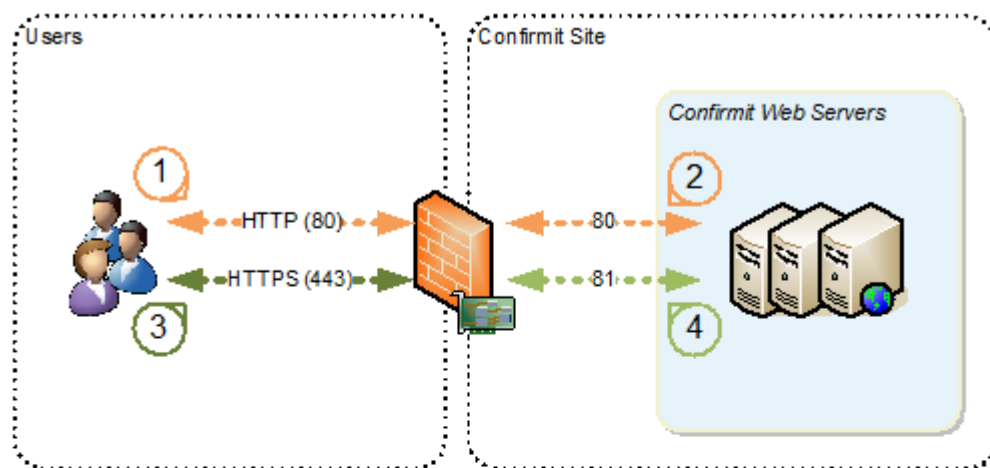 Users
Confirmit Site
Confirmit Web Servers
1
2
HTTP (80)
80
HTTPS (443)
81
3
4